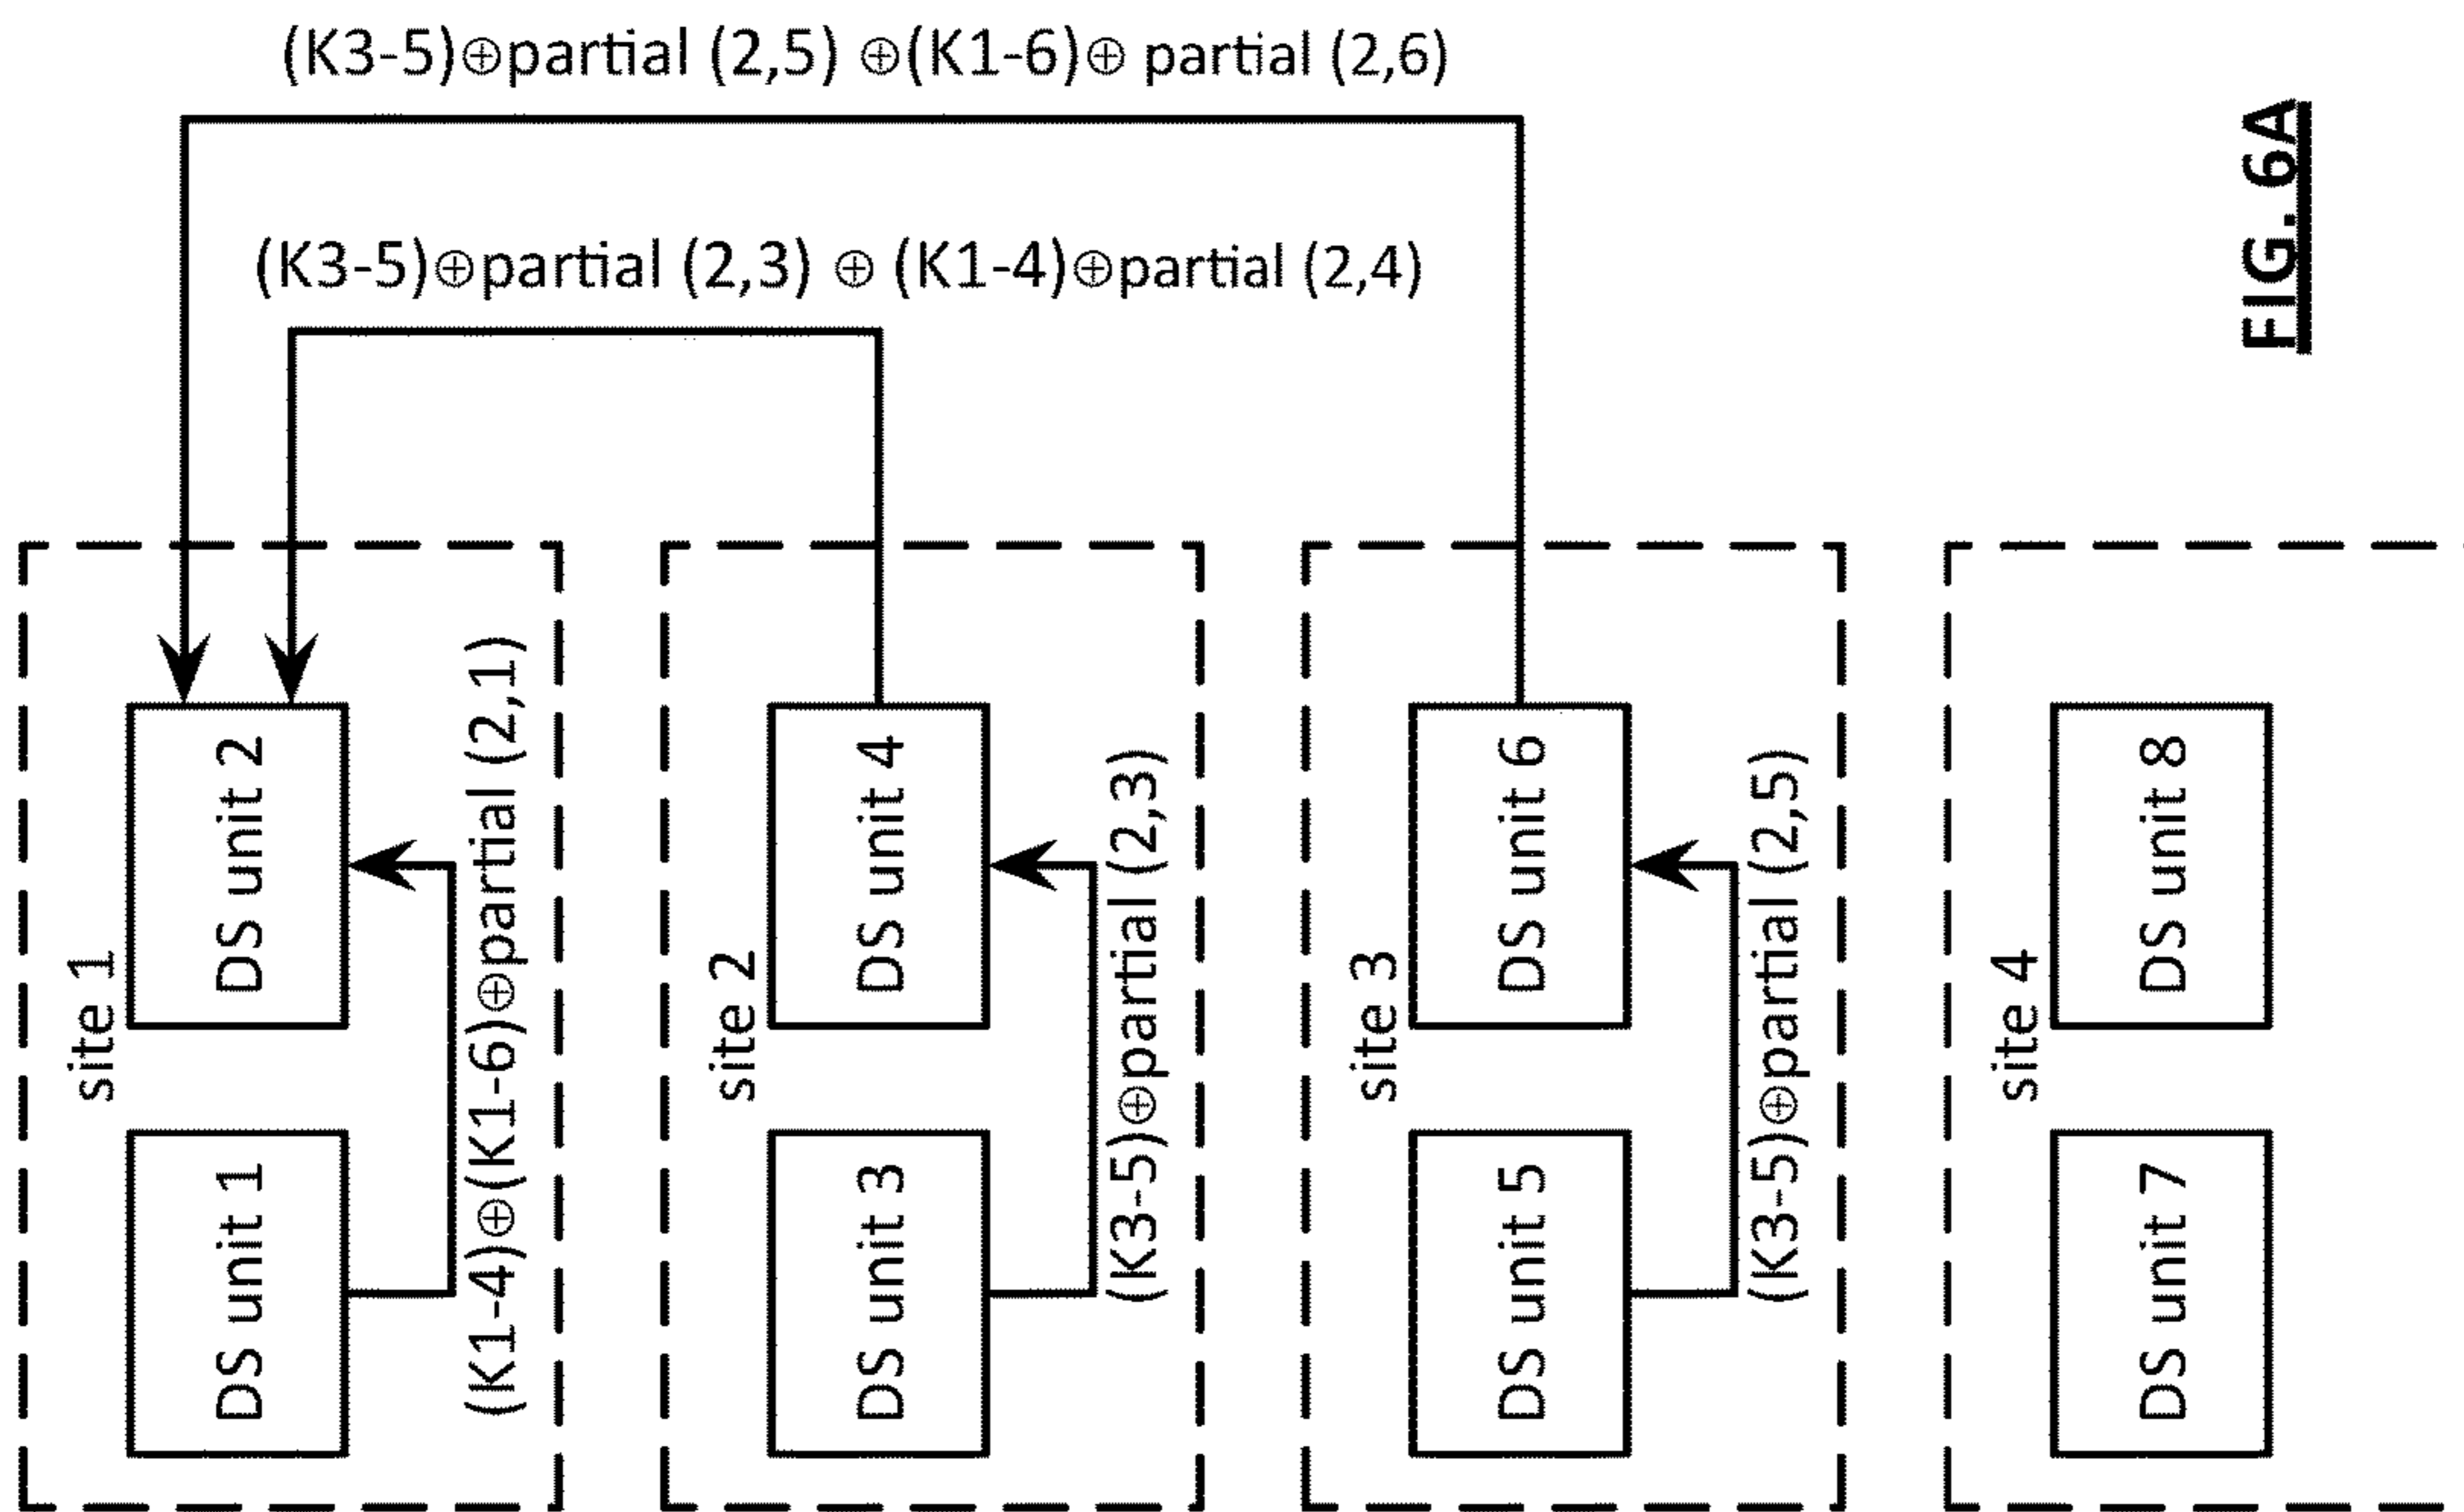 (K3-5)⊕partial (2,5) ⊕(K1-6)⊕ partial (2,6)
(K3-5)⊕partial (2,3) ⊕ (K1-4)⊕partial (2,4)
site 1
DS unit 1
DS unit 2
(K1-4)⊕(K1-6)⊕partial (2,1)
site 2
DS unit 3
DS unit 4
(K3-5)⊕partial (2,3)
site 3
DS unit 5
DS unit 6
(K3-5)⊕partial (2,5)
site 4
DS unit 7
DS unit 8
FIG. 6A